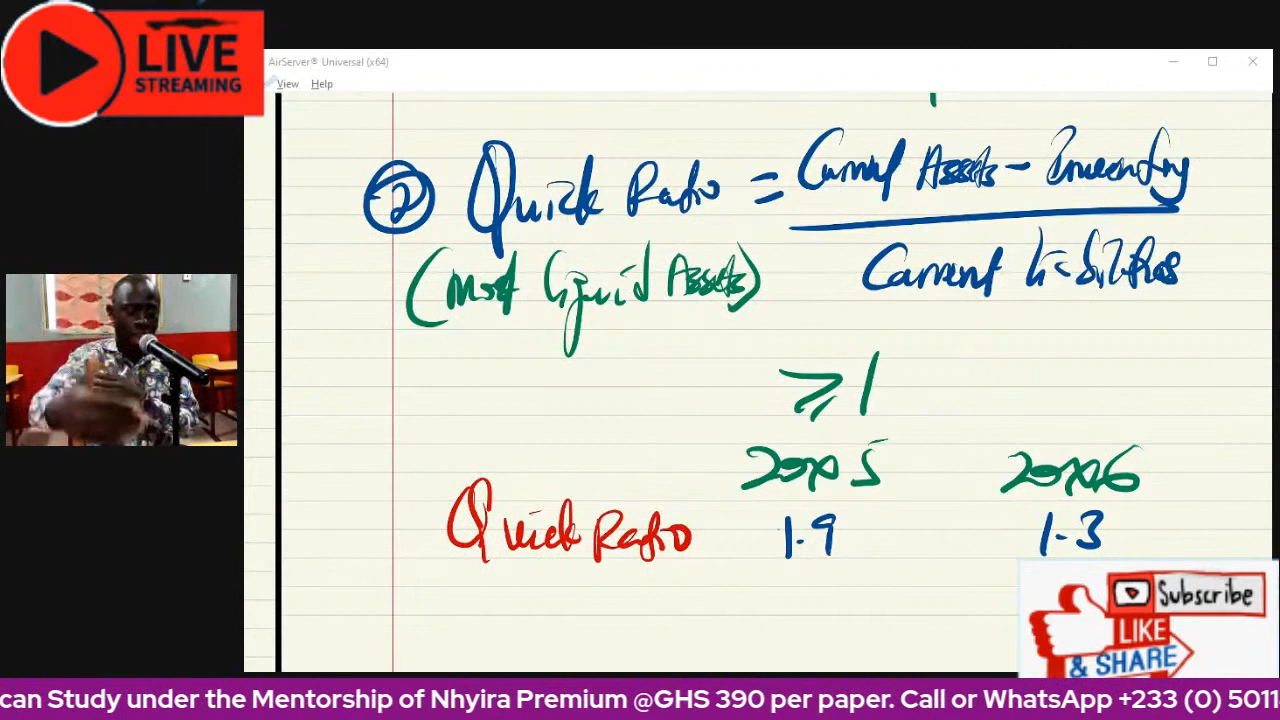 LIVE
STREAMING
AirServer® Universal (x64)
View Help
② Quick Ratio = Current Assets - Inventory
Current Liabilities
(Most liquid Assets)
⩾1
20X5 20X6
Quick Ratio 1.9 1.3
Subscribe
LIKE
& SHARE
can Study under the Mentorship of Nhyira Premium @GHS 390 per paper. Call or WhatsApp +233 (0) 5011